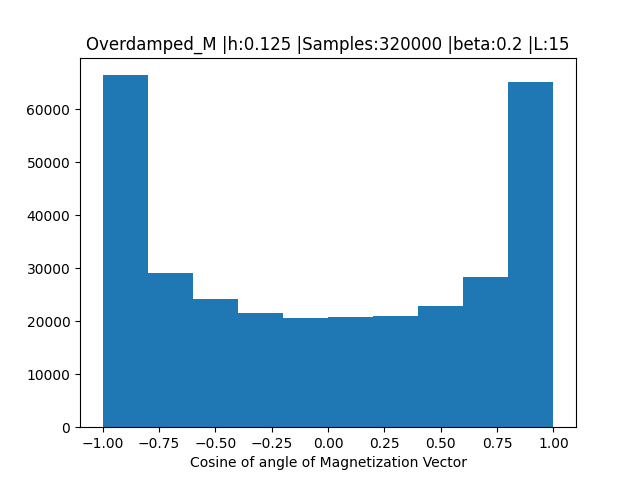 Overdamped_M |h:0.125 |Samples:320000 |beta:0.2 |L:15
60000
50000
40000
30000
20000
10000
0
−1.00 −0.75 −0.50 −0.25 0.00 0.25 0.50 0.75 1.00
Cosine of angle of Magnetization Vector